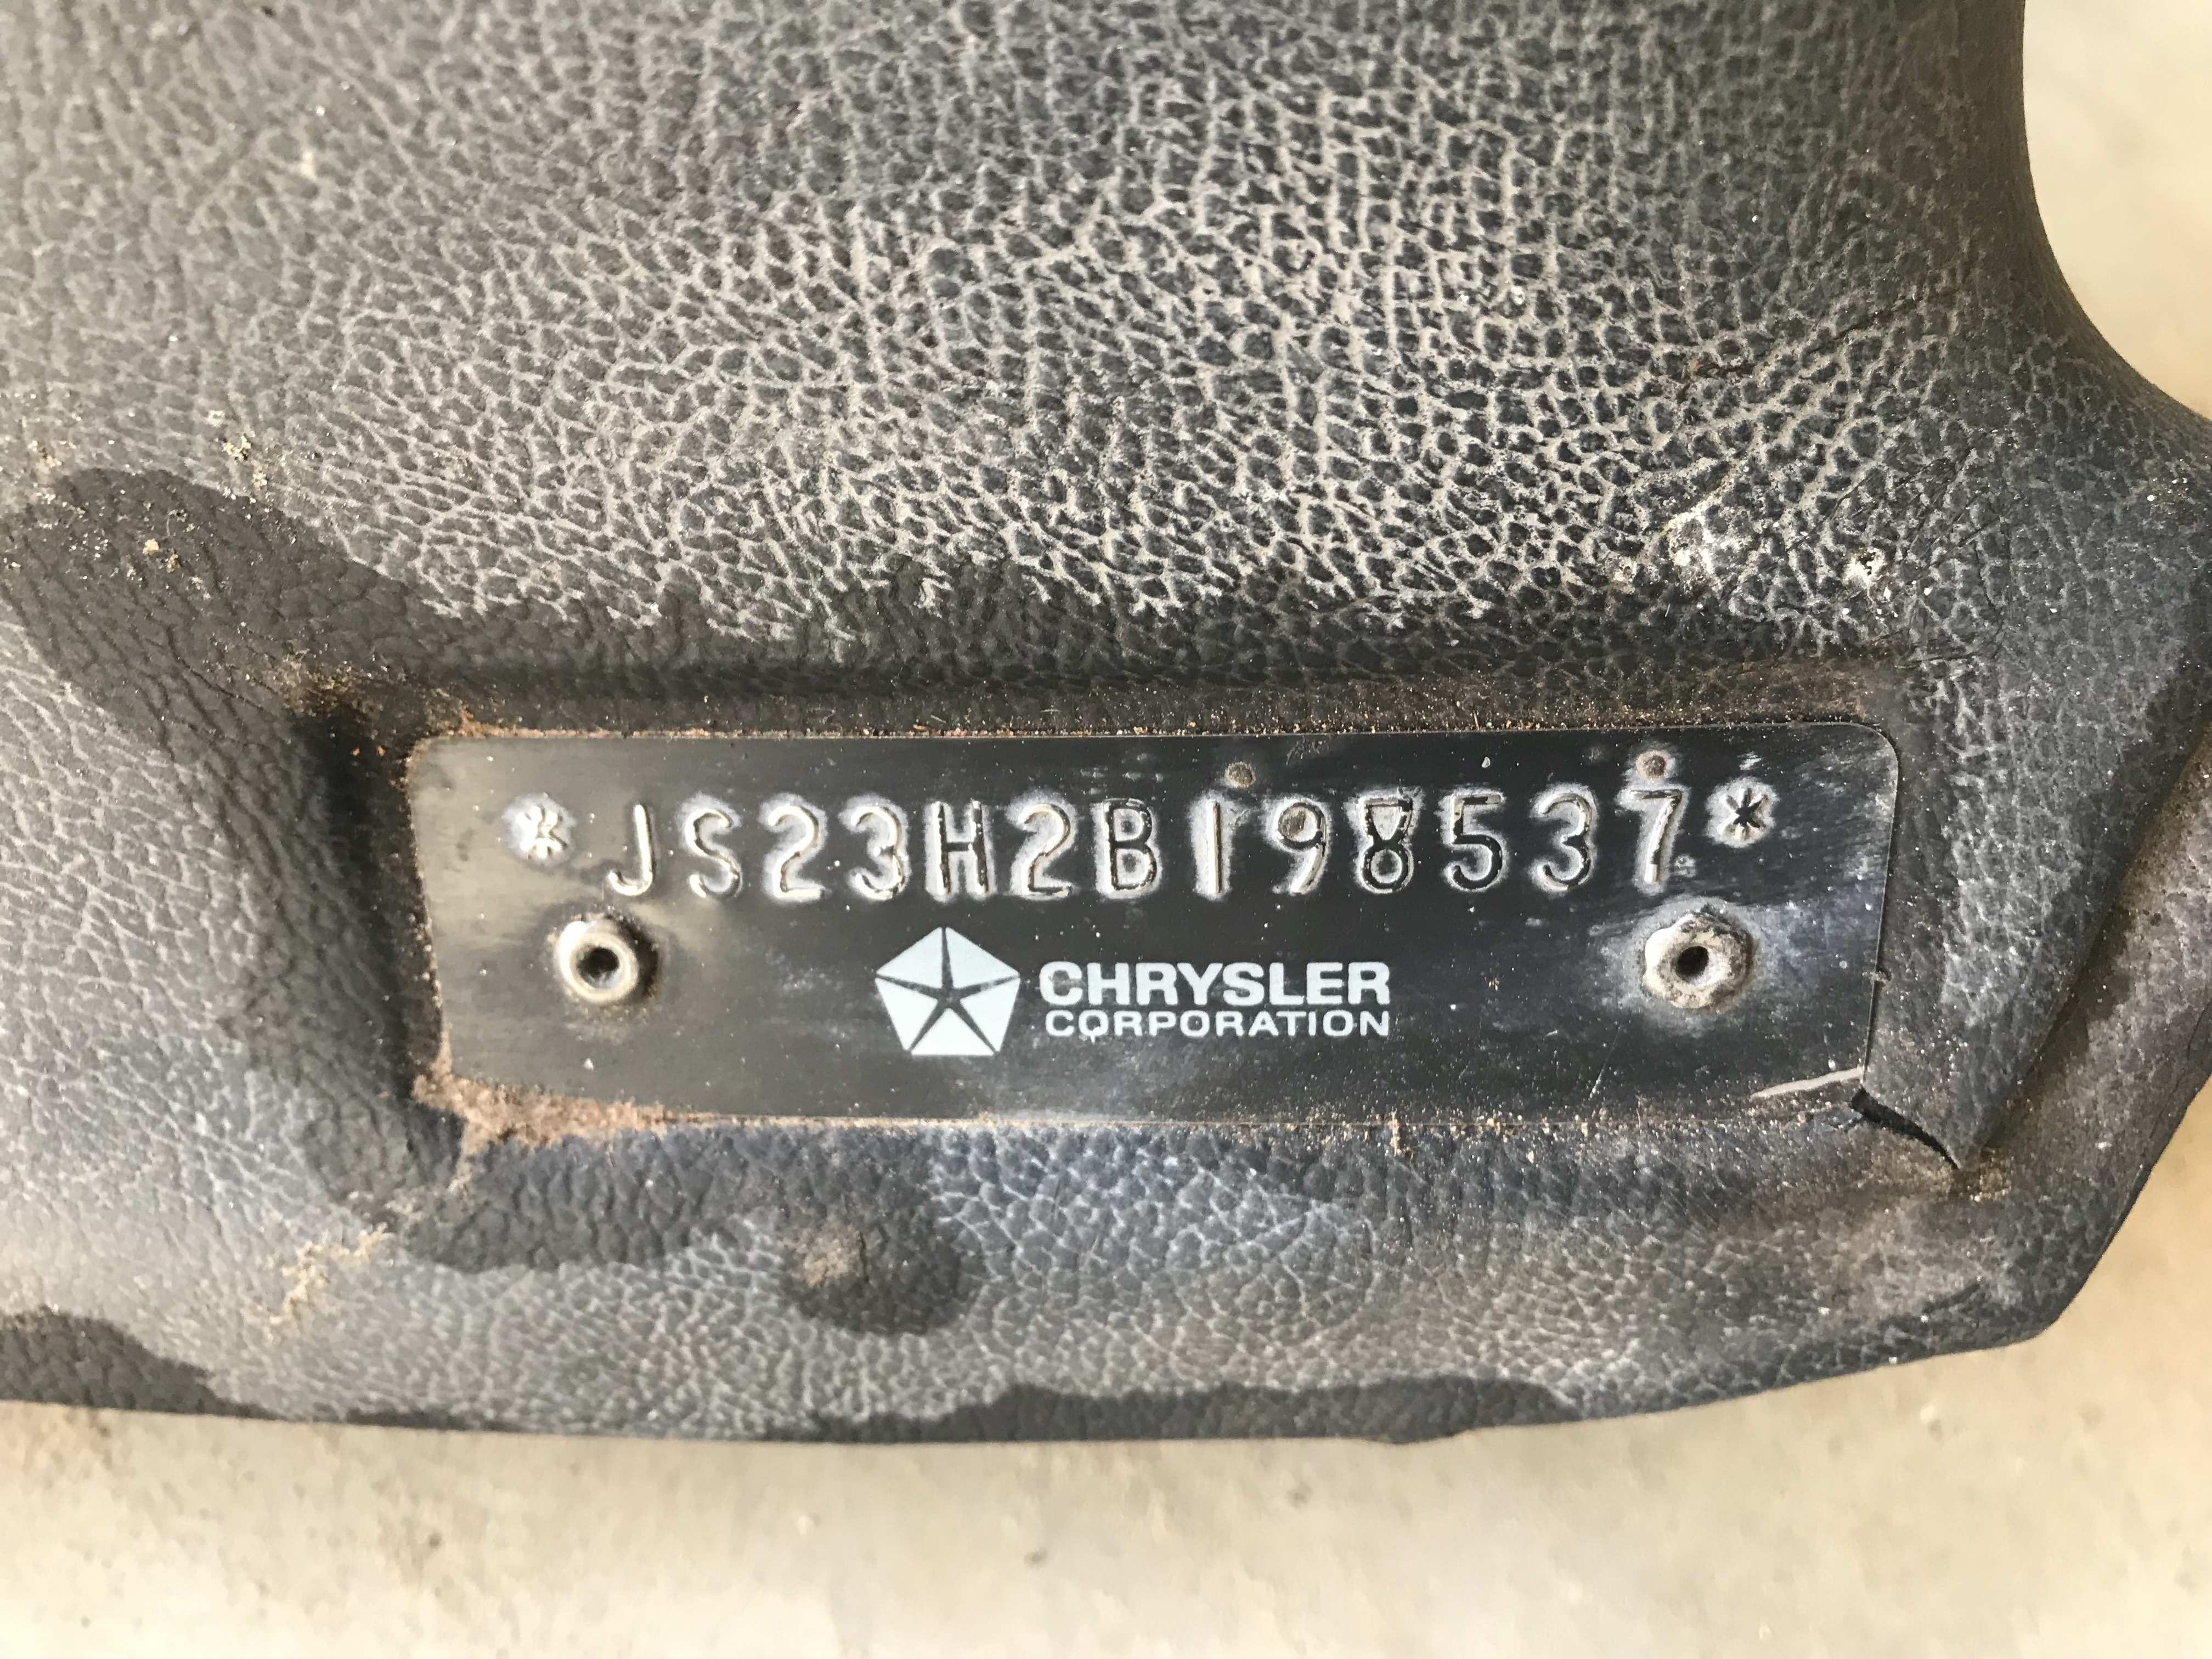 *JS23H2B198537*
CHRYSLER
CORPORATION